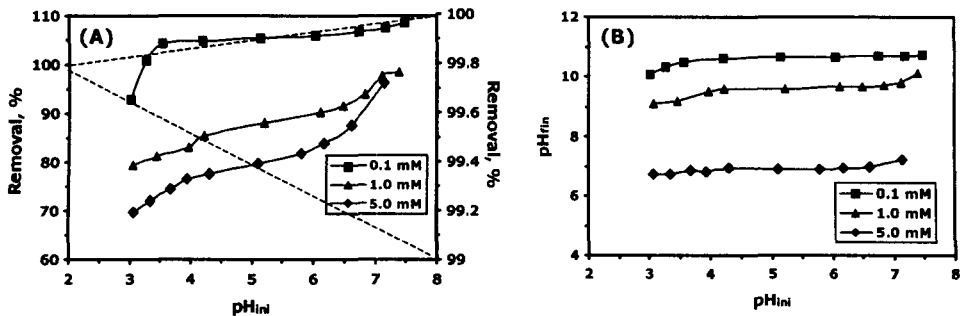 (A)
110
100
90
80
70
60
Removal, %
100
99.8
99.6
99.4
99.2
99
Removal, %
0.1 mM
1.0 mM
5.0 mM
2 3 4 5 6 7 8
pHini
(B)
12
10
8
6
4
pHfin
0.1 mM
1.0 mM
5.0 mM
2 3 4 5 6 7 8
pHini